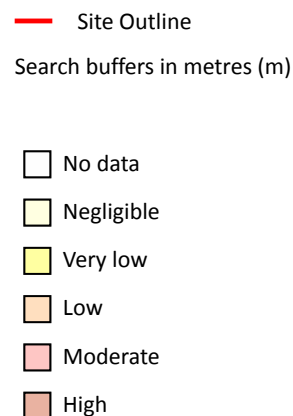 Site Outline
Search buffers in metres (m)
No data
Negligible
Very low
Low
Moderate
High